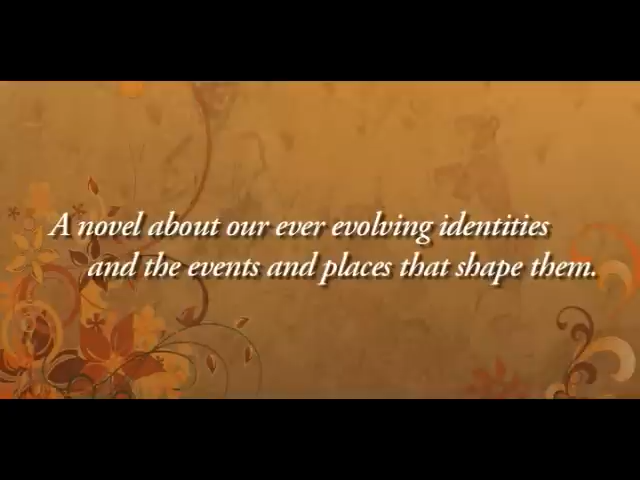 A novel about our ever evolving identities
and the events and places that shape them.